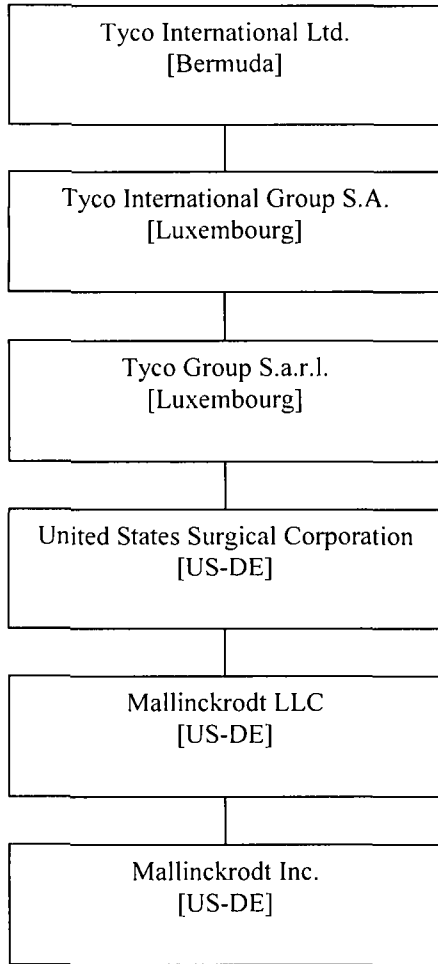 Tyco International Ltd.
[Bermuda]
Tyco International Group S.A.
[Luxembourg]
Tyco Group S.a.r.l.
[Luxembourg]
United States Surgical Corporation
[US-DE]
Mallinckrodt LLC
[US-DE]
Mallinckrodt Inc.
[US-DE]